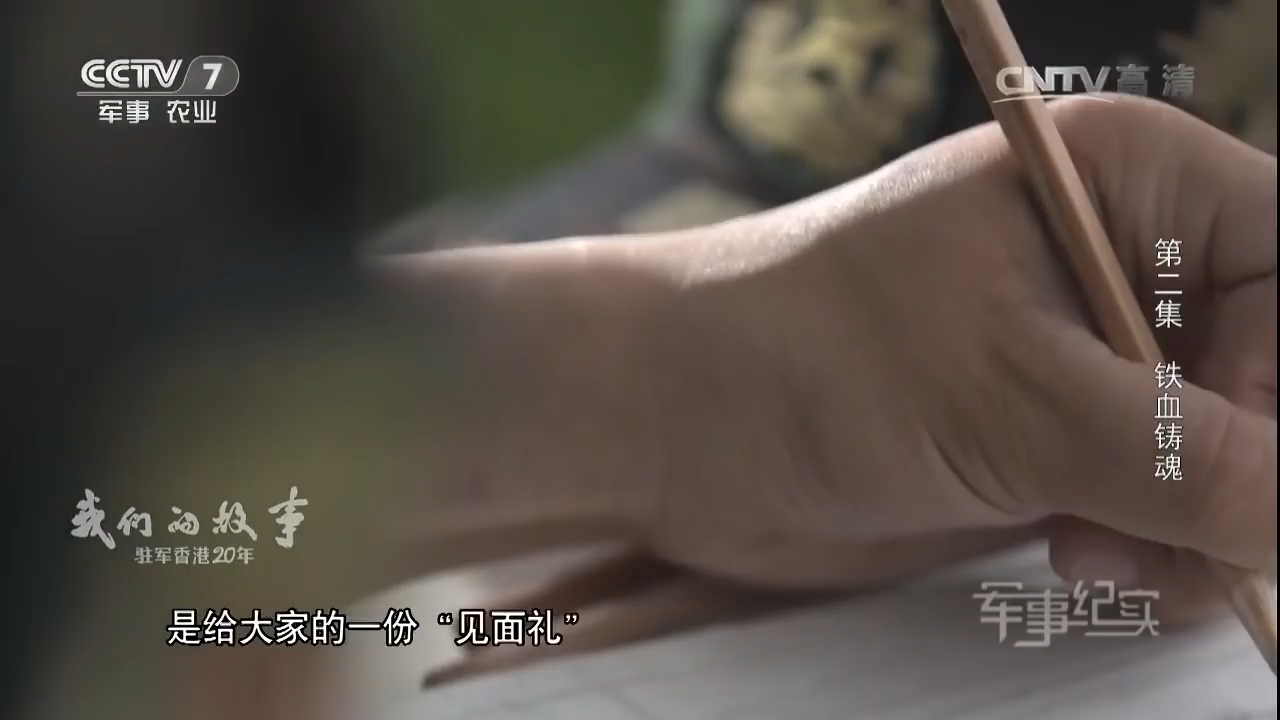 CCTV 7
军事 农业
CNTV高清
第二集 铁血铸魂
我们的故事
驻军香港20年
是给大家的一份“见面礼”
军事纪实